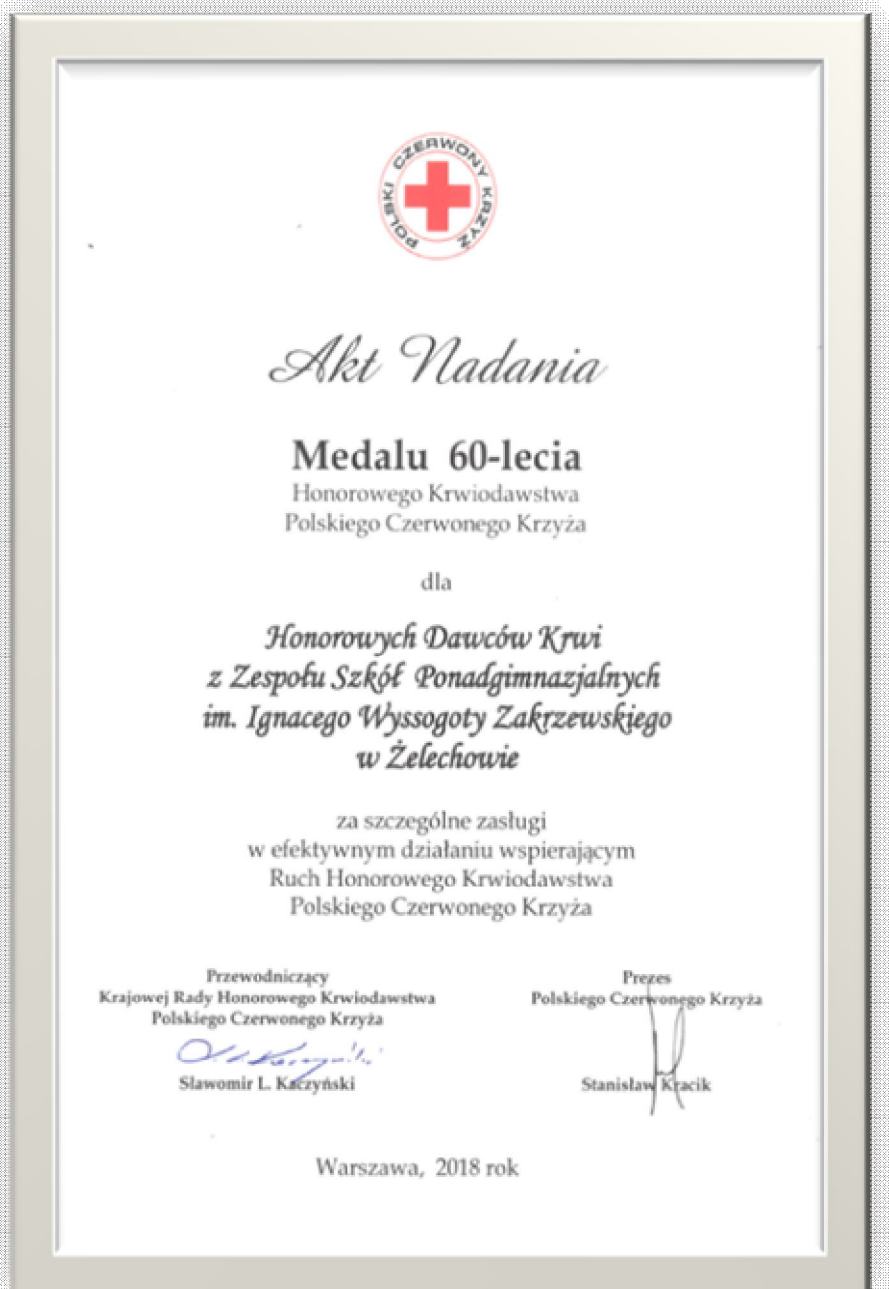 POLSKI CZERWONY KRZYŻ
Akt Nadania
Medalu 60-lecia
Honorowego Krwiodawstwa
Polskiego Czerwonego Krzyża
dla
Honorowych Dawców Krwi
z Zespołu Szkół Ponadgimnazjalnych
im. Ignacego Wyssogoty Zakrzewskiego
w Żelechowie
za szczególne zasługi
w efektywnym działaniu wspierającym
Ruch Honorowego Krwiodawstwa
Polskiego Czerwonego Krzyża
Przewodniczący
Krajowej Rady Honorowego Krwiodawstwa
Polskiego Czerwonego Krzyża
Sławomir L. Kaczyński
Prezes
Polskiego Czerwonego Krzyża
Stanisław Kracik
Warszawa, 2018 rok